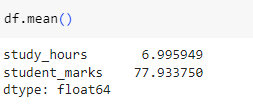 df.mean()
study_hours 6.995949
student_marks 77.933750
dtype: float64